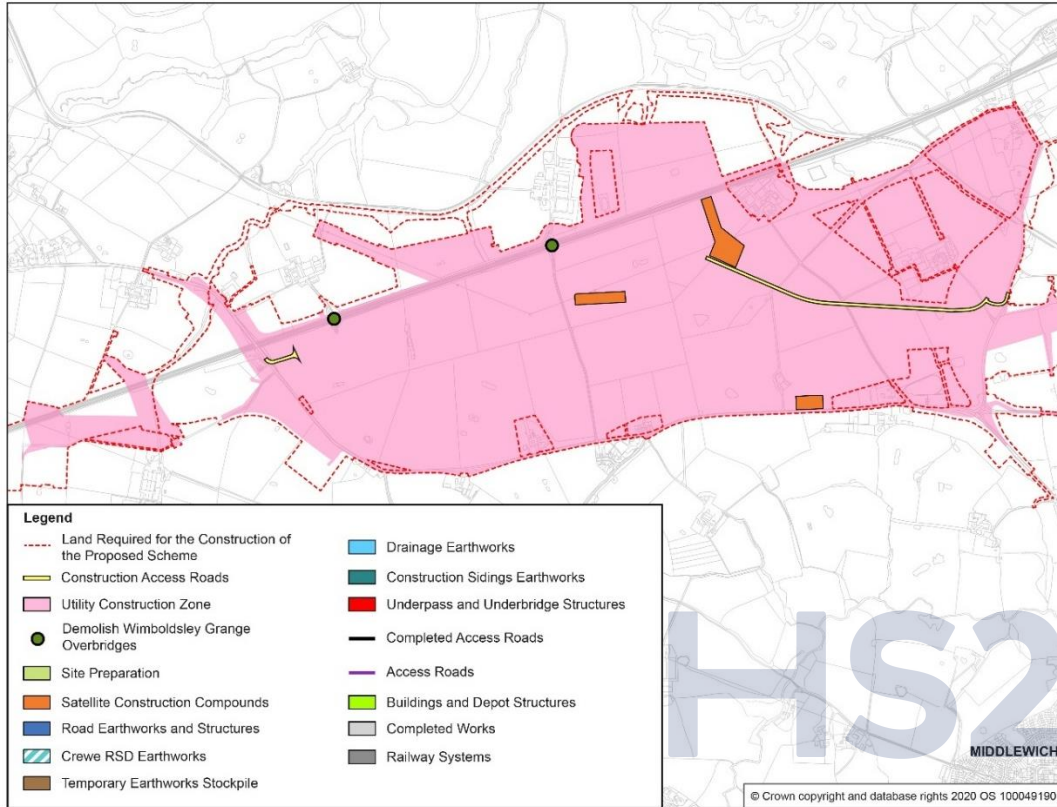 Legend
Land Required for the Construction of
the Proposed Scheme
Construction Access Roads
Utility Construction Zone
Demolish Wimboldsley Grange
Overbridges
Site Preparation
Satellite Construction Compounds
Road Earthworks and Structures
Crewe RSD Earthworks
Temporary Earthworks Stockpile
Drainage Earthworks
Construction Sidings Earthworks
Underpass and Underbridge Structures
Completed Access Roads
Access Roads
Buildings and Depot Structures
Completed Works
Railway Systems
HS2
MIDDLEWICH
© Crown copyright and database rights 2020 OS 100049190